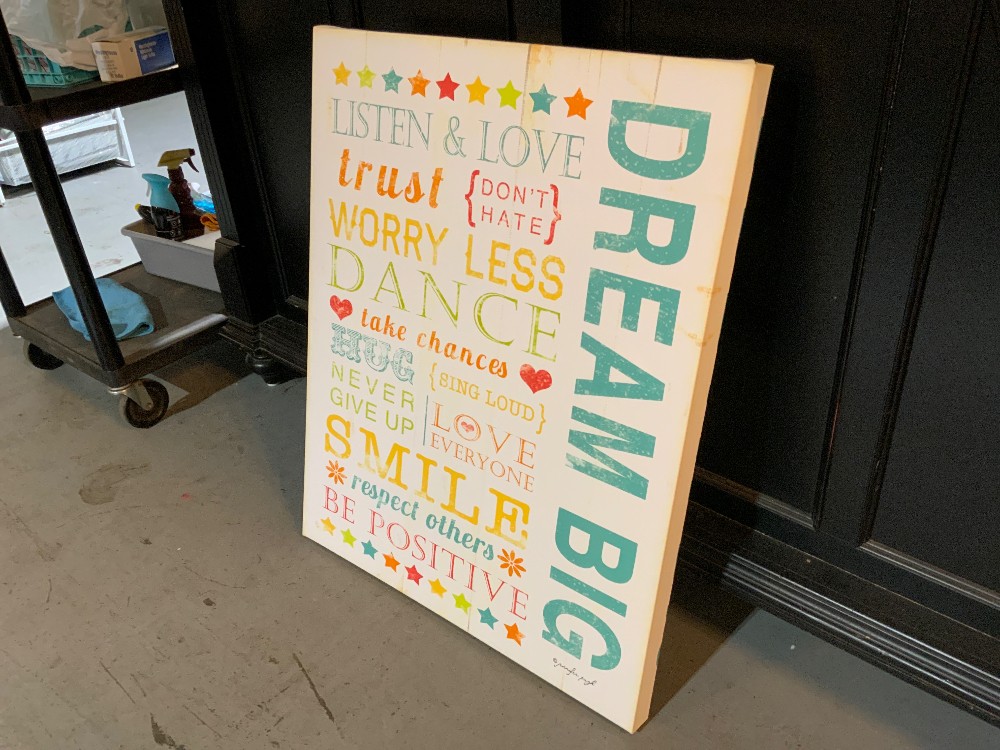 LISTEN & LOVE
trust {DON'T
HATE}
WORRY LESS
DANCE
take chances
HUG {SING LOUD}
NEVER
GIVE UP
LOVE
EVERYONE
SMILE
respect others
BE POSITIVE
DREAM BIG